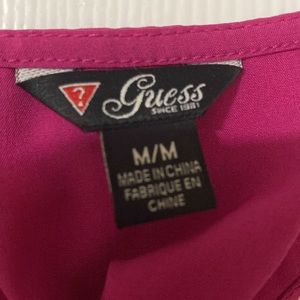 ?
Guess
SINCE 1981
M/M
MADE IN CHINA
FABRIQUE EN
CHINE